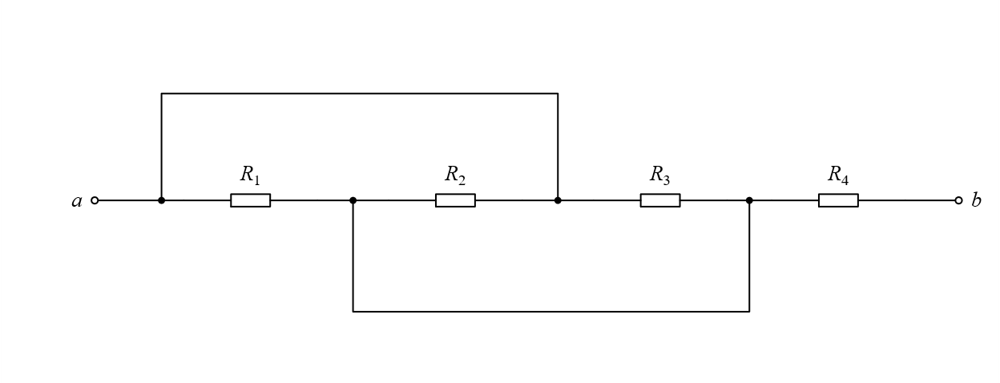 R₁ R₂ R₃ R₄
a b